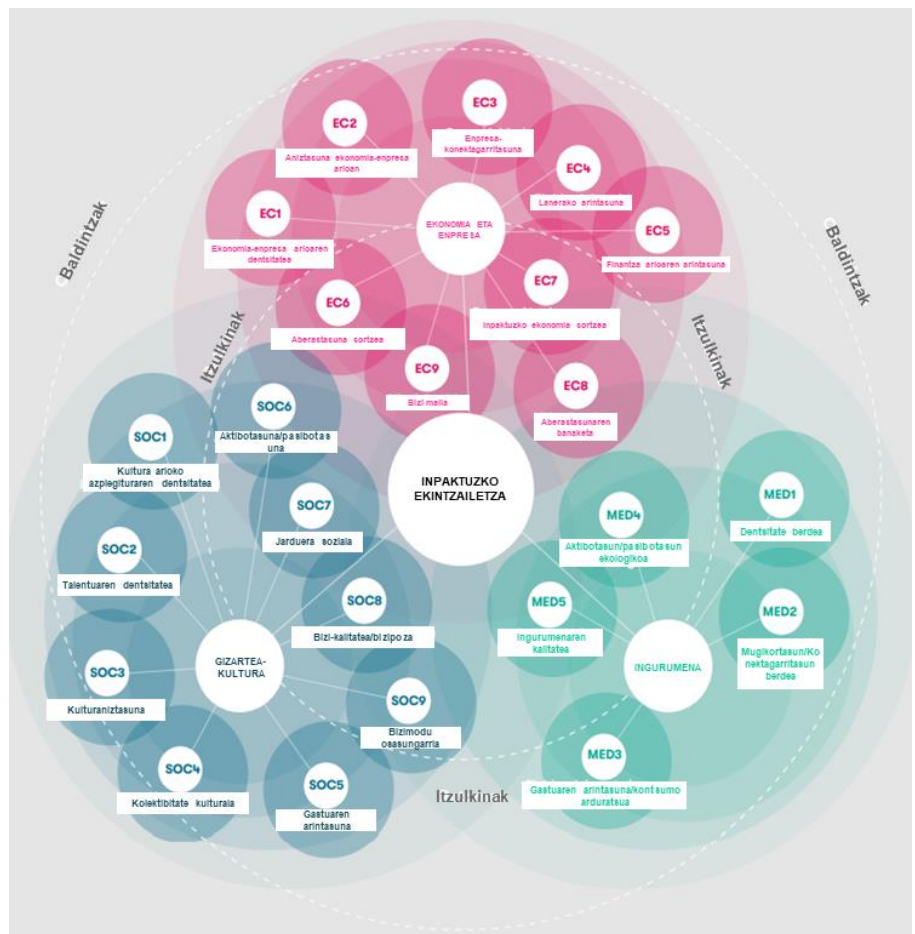 EC3
Enpresa-
konektagarritasuna
EC2
Aniztasuna ekonomia-enpresa
arioan
EC4
Lanerako arintasuna
EC1
Ekonomia-enpresa arioaren
dentsitatea
EKONOMIA ETA
ENPRESA
EC5
Finantza arioaren arintasuna
Baldintzak
Baldintzak
EC6
Aberastasuna sortzea
EC7
Inpaktuzko ekonomia sortzea
Itzulkinak
Itzulkinak
EC9
Bizi maila
EC8
Aberastasunaren
banaketa
SOC6
Aktibotasuna/pasibotas
una
SOC1
Kultura arioko
azpiegituraren dentsitatea
INPAKTUZKO
EKINTZAILETZA
SOC7
Jarduera soziala
MED4
Aktibotasun/pasibotasun
ekologikoa
MED1
Dentsitate berdea
SOC2
Talentuaren dentsitatea
SOC8
Bizi-kalitatea/bizipoza
MED5
Ingurumenaren
kalitatea
MED2
Mugikortasun/Ko
nektagarritasun
berdea
GIZARTEA-
KULTURA
INGURUMENA
SOC3
Kulturaniztasuna
SOC9
Bizimodu
osasungarria
SOC4
Kolektibitate kulturala
SOC5
Gastuaren
arintasuna
MED3
Gastuaren arintasuna/kontsumo
arduratsua
Itzulkinak